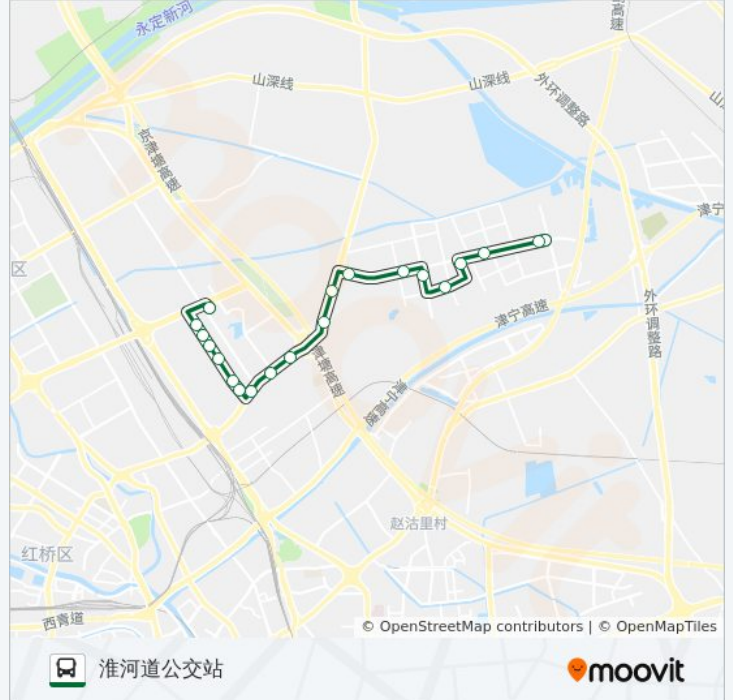 永定新河
高速
山深线
山深线
外环调整路
京津塘高速
津宁
区
津宁高速
外环调整路
津塘高速
津宁高速
赵沽里村
红桥区
西青道
© OpenStreetMap contributors | © OpenMapTiles
淮河道公交站
moovit